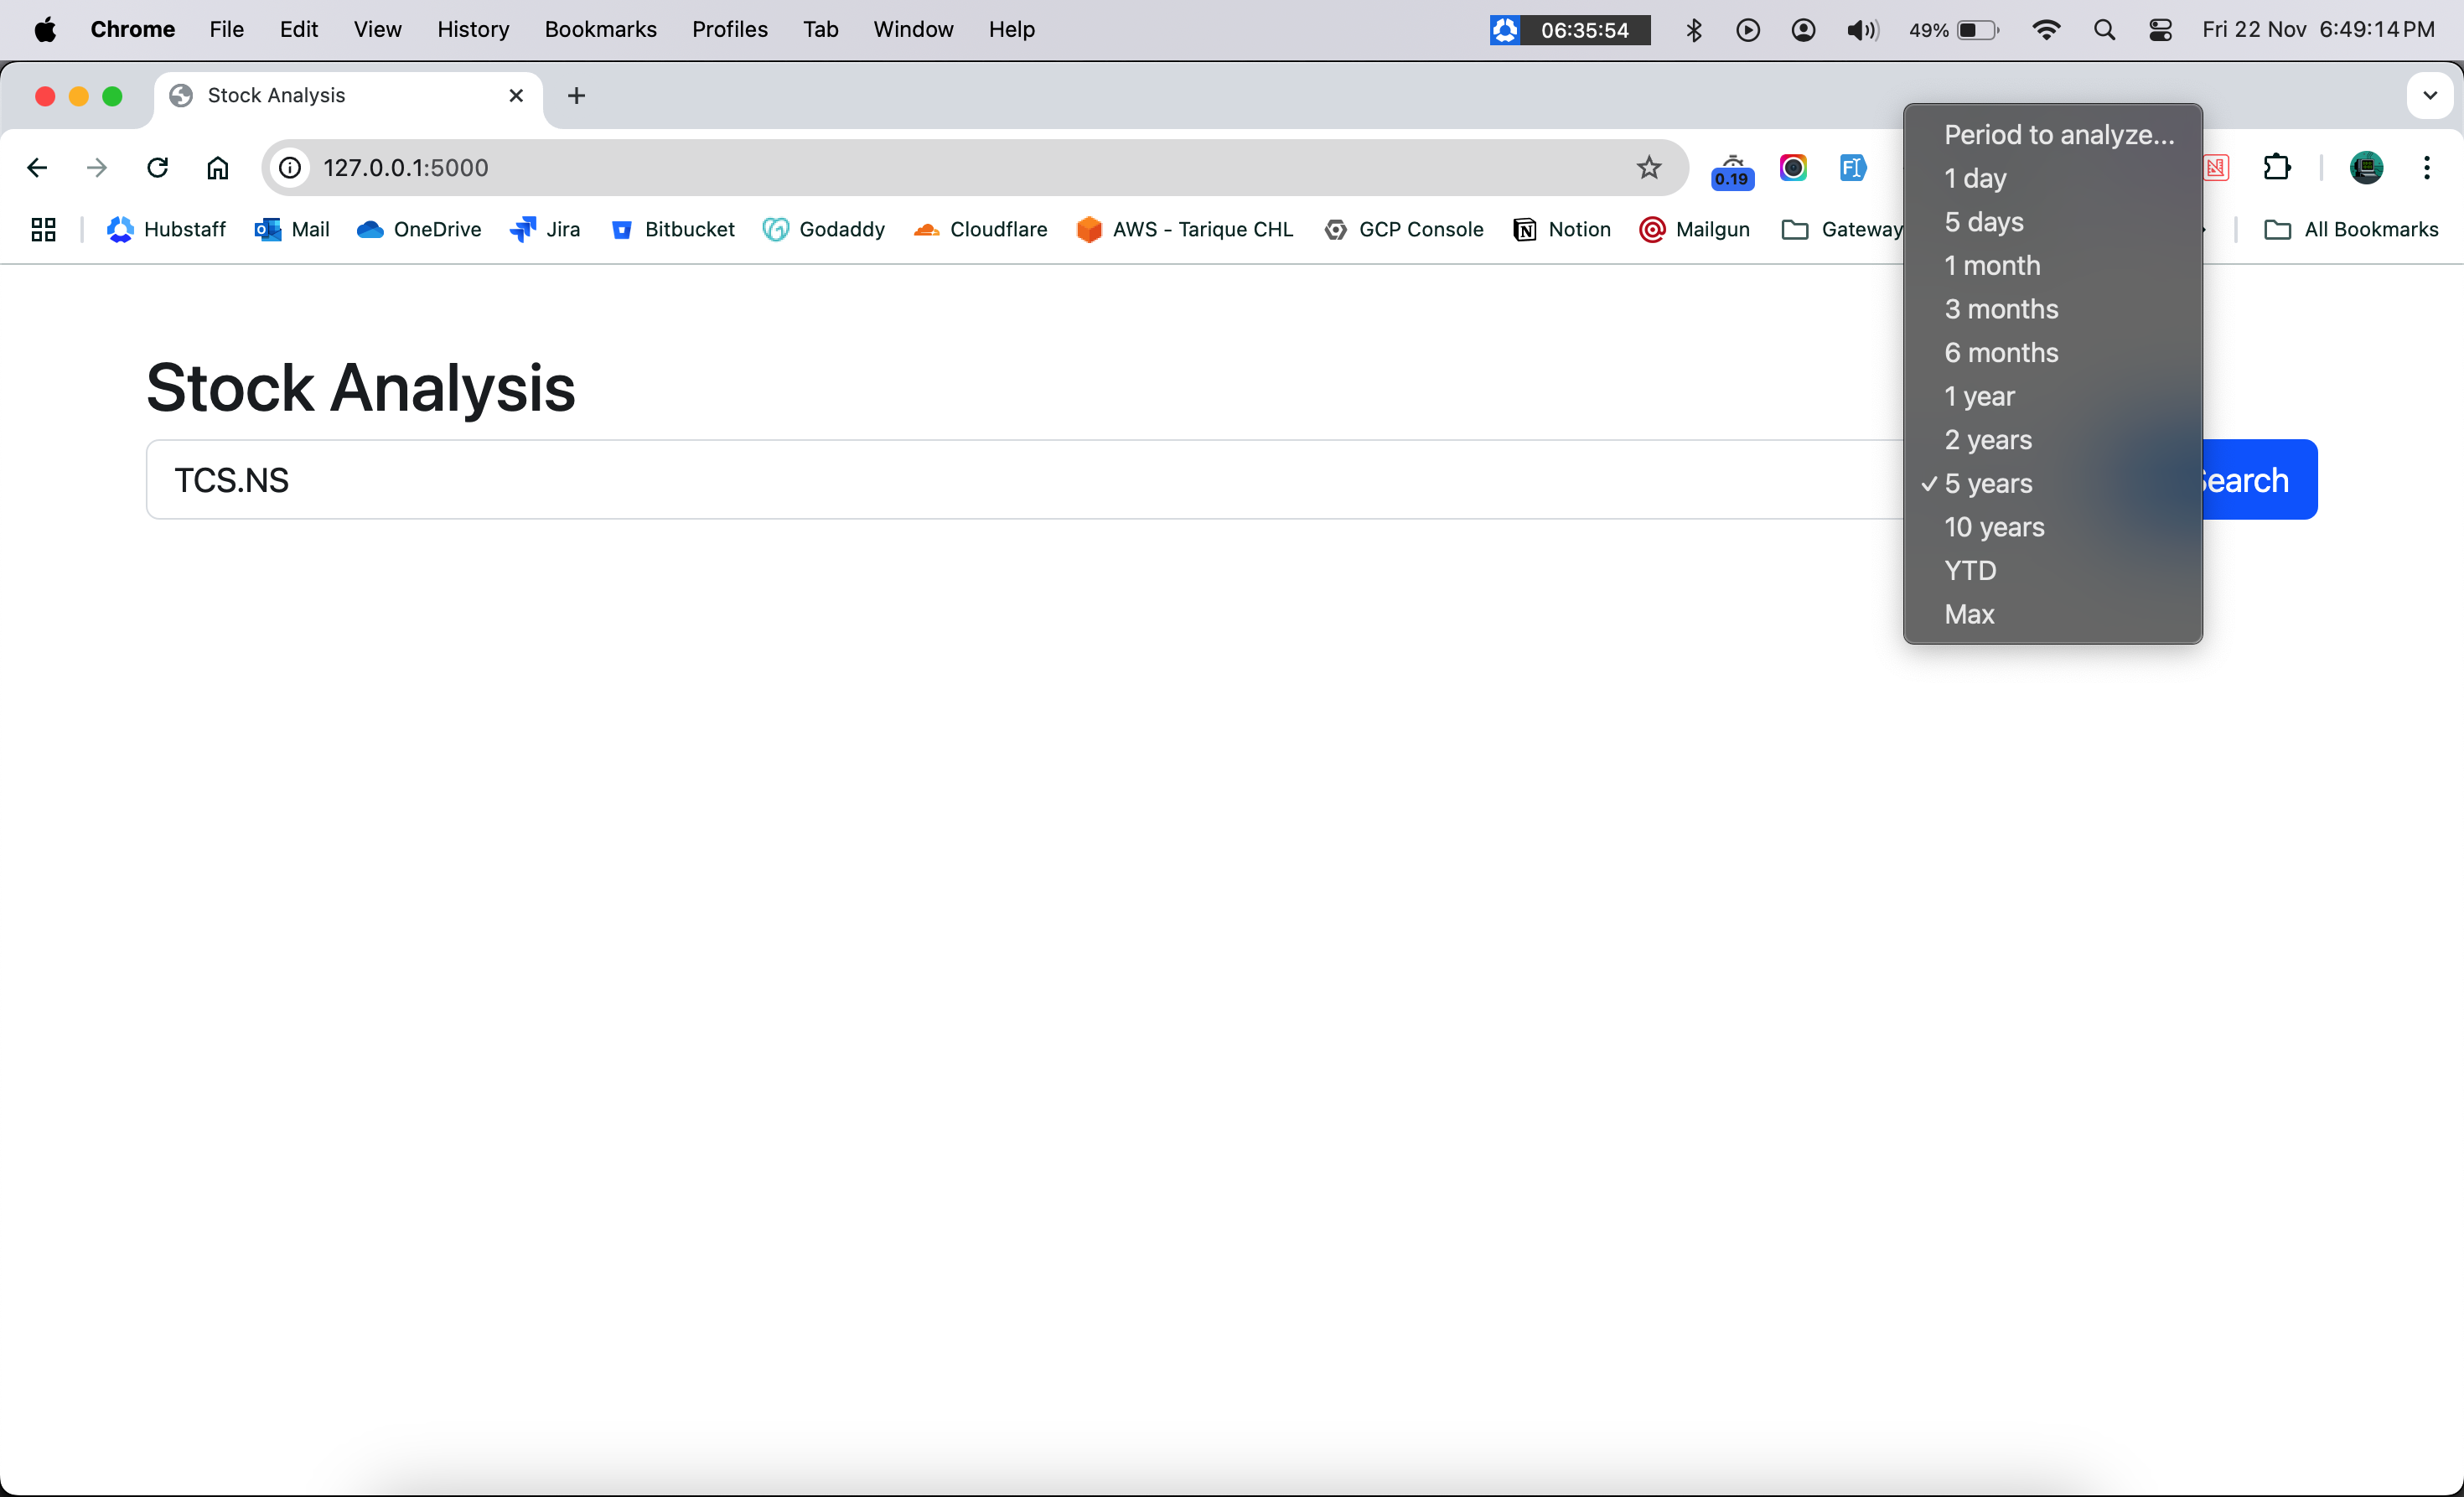 Chrome File Edit View History Bookmarks Profiles Tab Window Help 06:35:54 49% Fri 22 Nov 6:49:14 PM
Stock Analysis
127.0.0.1:5000 0.19
Hubstaff Mail OneDrive Jira Bitbucket Godaddy Cloudflare AWS - Tarique CHL GCP Console Notion Mailgun Gateway All Bookmarks
Stock Analysis
TCS.NS
Period to analyze...
1 day
5 days
1 month
3 months
6 months
1 year
2 years
5 years
10 years
YTD
Max
Search